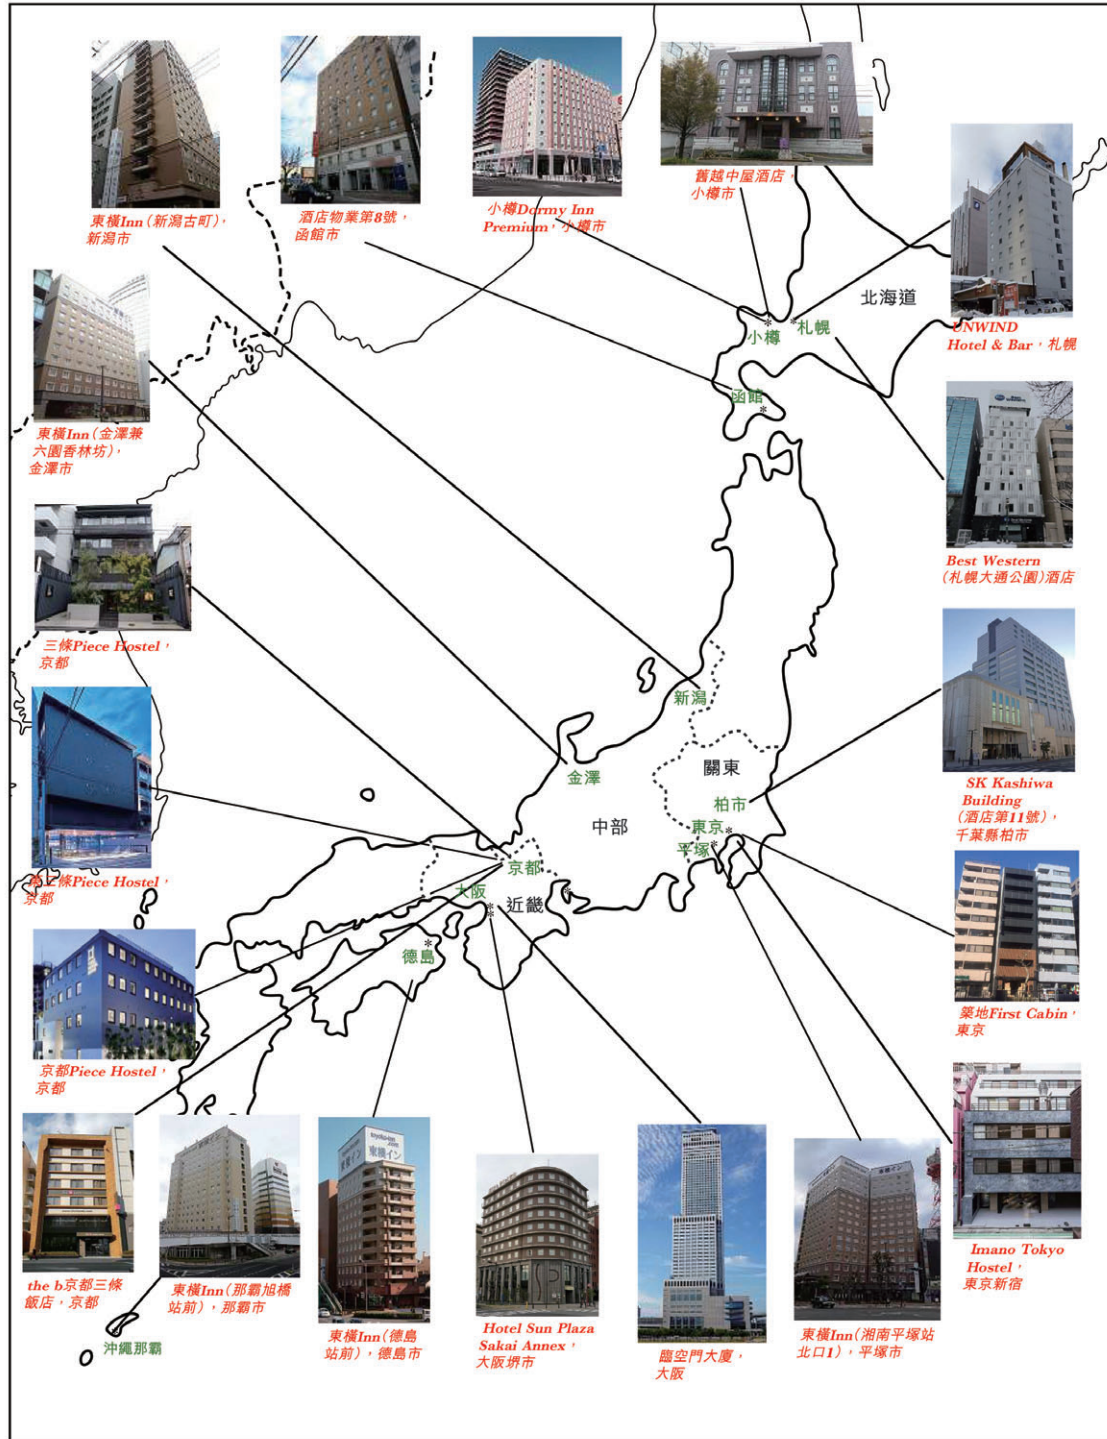 東橫Inn(新潟古町),
新潟市
酒店物業第8號,
函館市
小樽Dormy Inn
Premium,小樽市
舊越中屋酒店,
小樽市
UNWIND
Hotel & Bar,札幌
東橫Inn(金澤兼
六園香林坊),
金澤市
北海道
小樽
札幌
函館
Best Western
(札幌大通公園)酒店
三條Piece Hostel,
京都
新潟
關東
金澤
中部
柏市
東京
平塚
SK Kashiwa
Building
(酒店第11號),
千葉縣柏市
京都
大阪
近畿
德島
京都
築地First Cabin,
東京
京都Piece Hostel,
京都
toyoko-inn
.com
東橫イン
東橫イン
the b京都三條
飯店,京都
東橫Inn(那霸旭橋
站前),那霸市
東橫Inn(德島
站前),德島市
Hotel Sun Plaza
Sakai Annex,
大阪堺市
臨空門大廈,
大阪
東橫Inn(湘南平塚站
北口1),平塚市
Imano Tokyo
Hostel,
東京新宿
沖繩那霸